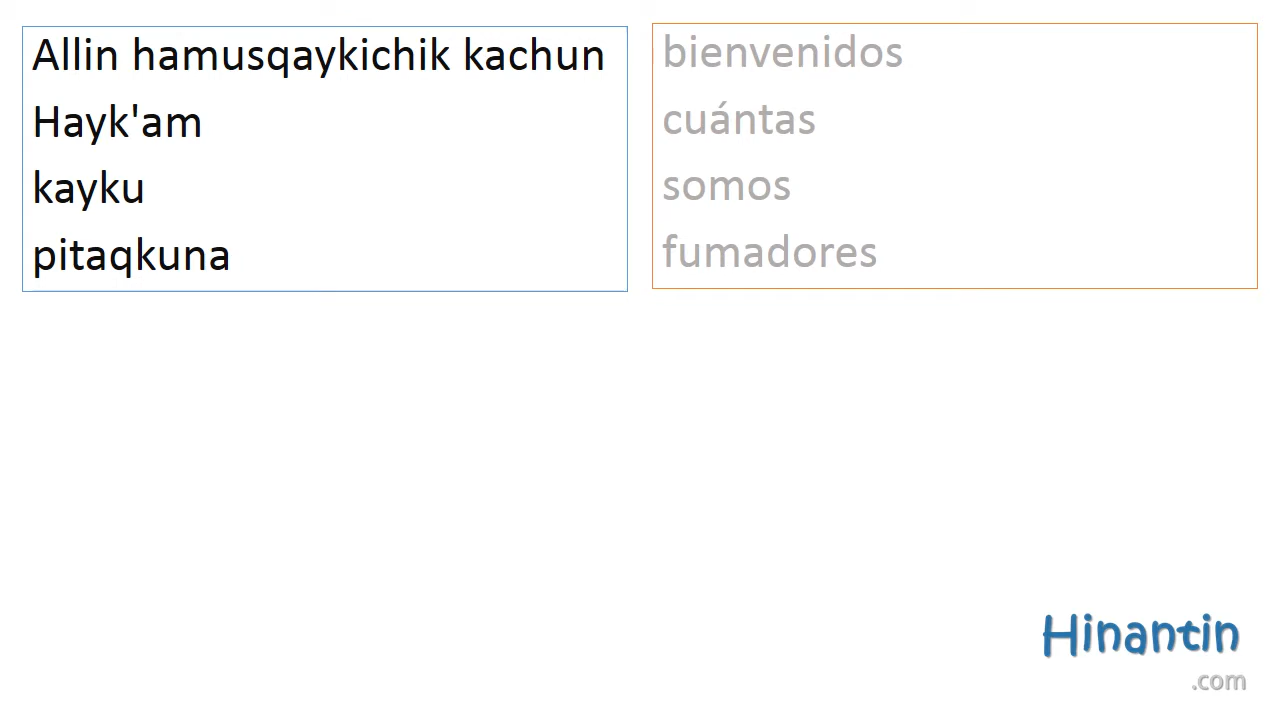 Allin hamusqaykichik kachun
Hayk'am
kayku
pitaqkuna
bienvenidos
cuántas
somos
fumadores
Hinantin
.com